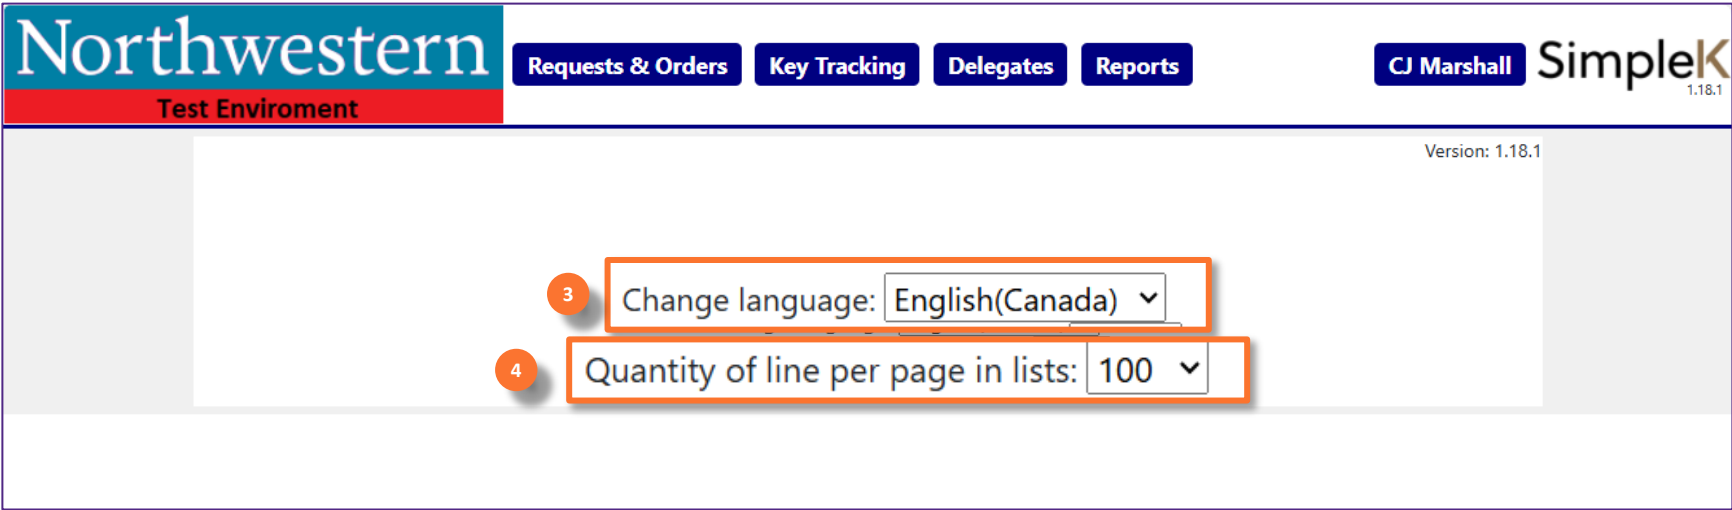 Northwestern
Test Enviroment
Requests & Orders Key Tracking Delegates Reports CJ Marshall SimpleK
1.18.1
Version: 1.18.1
3 Change language: English(Canada)
4 Quantity of line per page in lists: 100